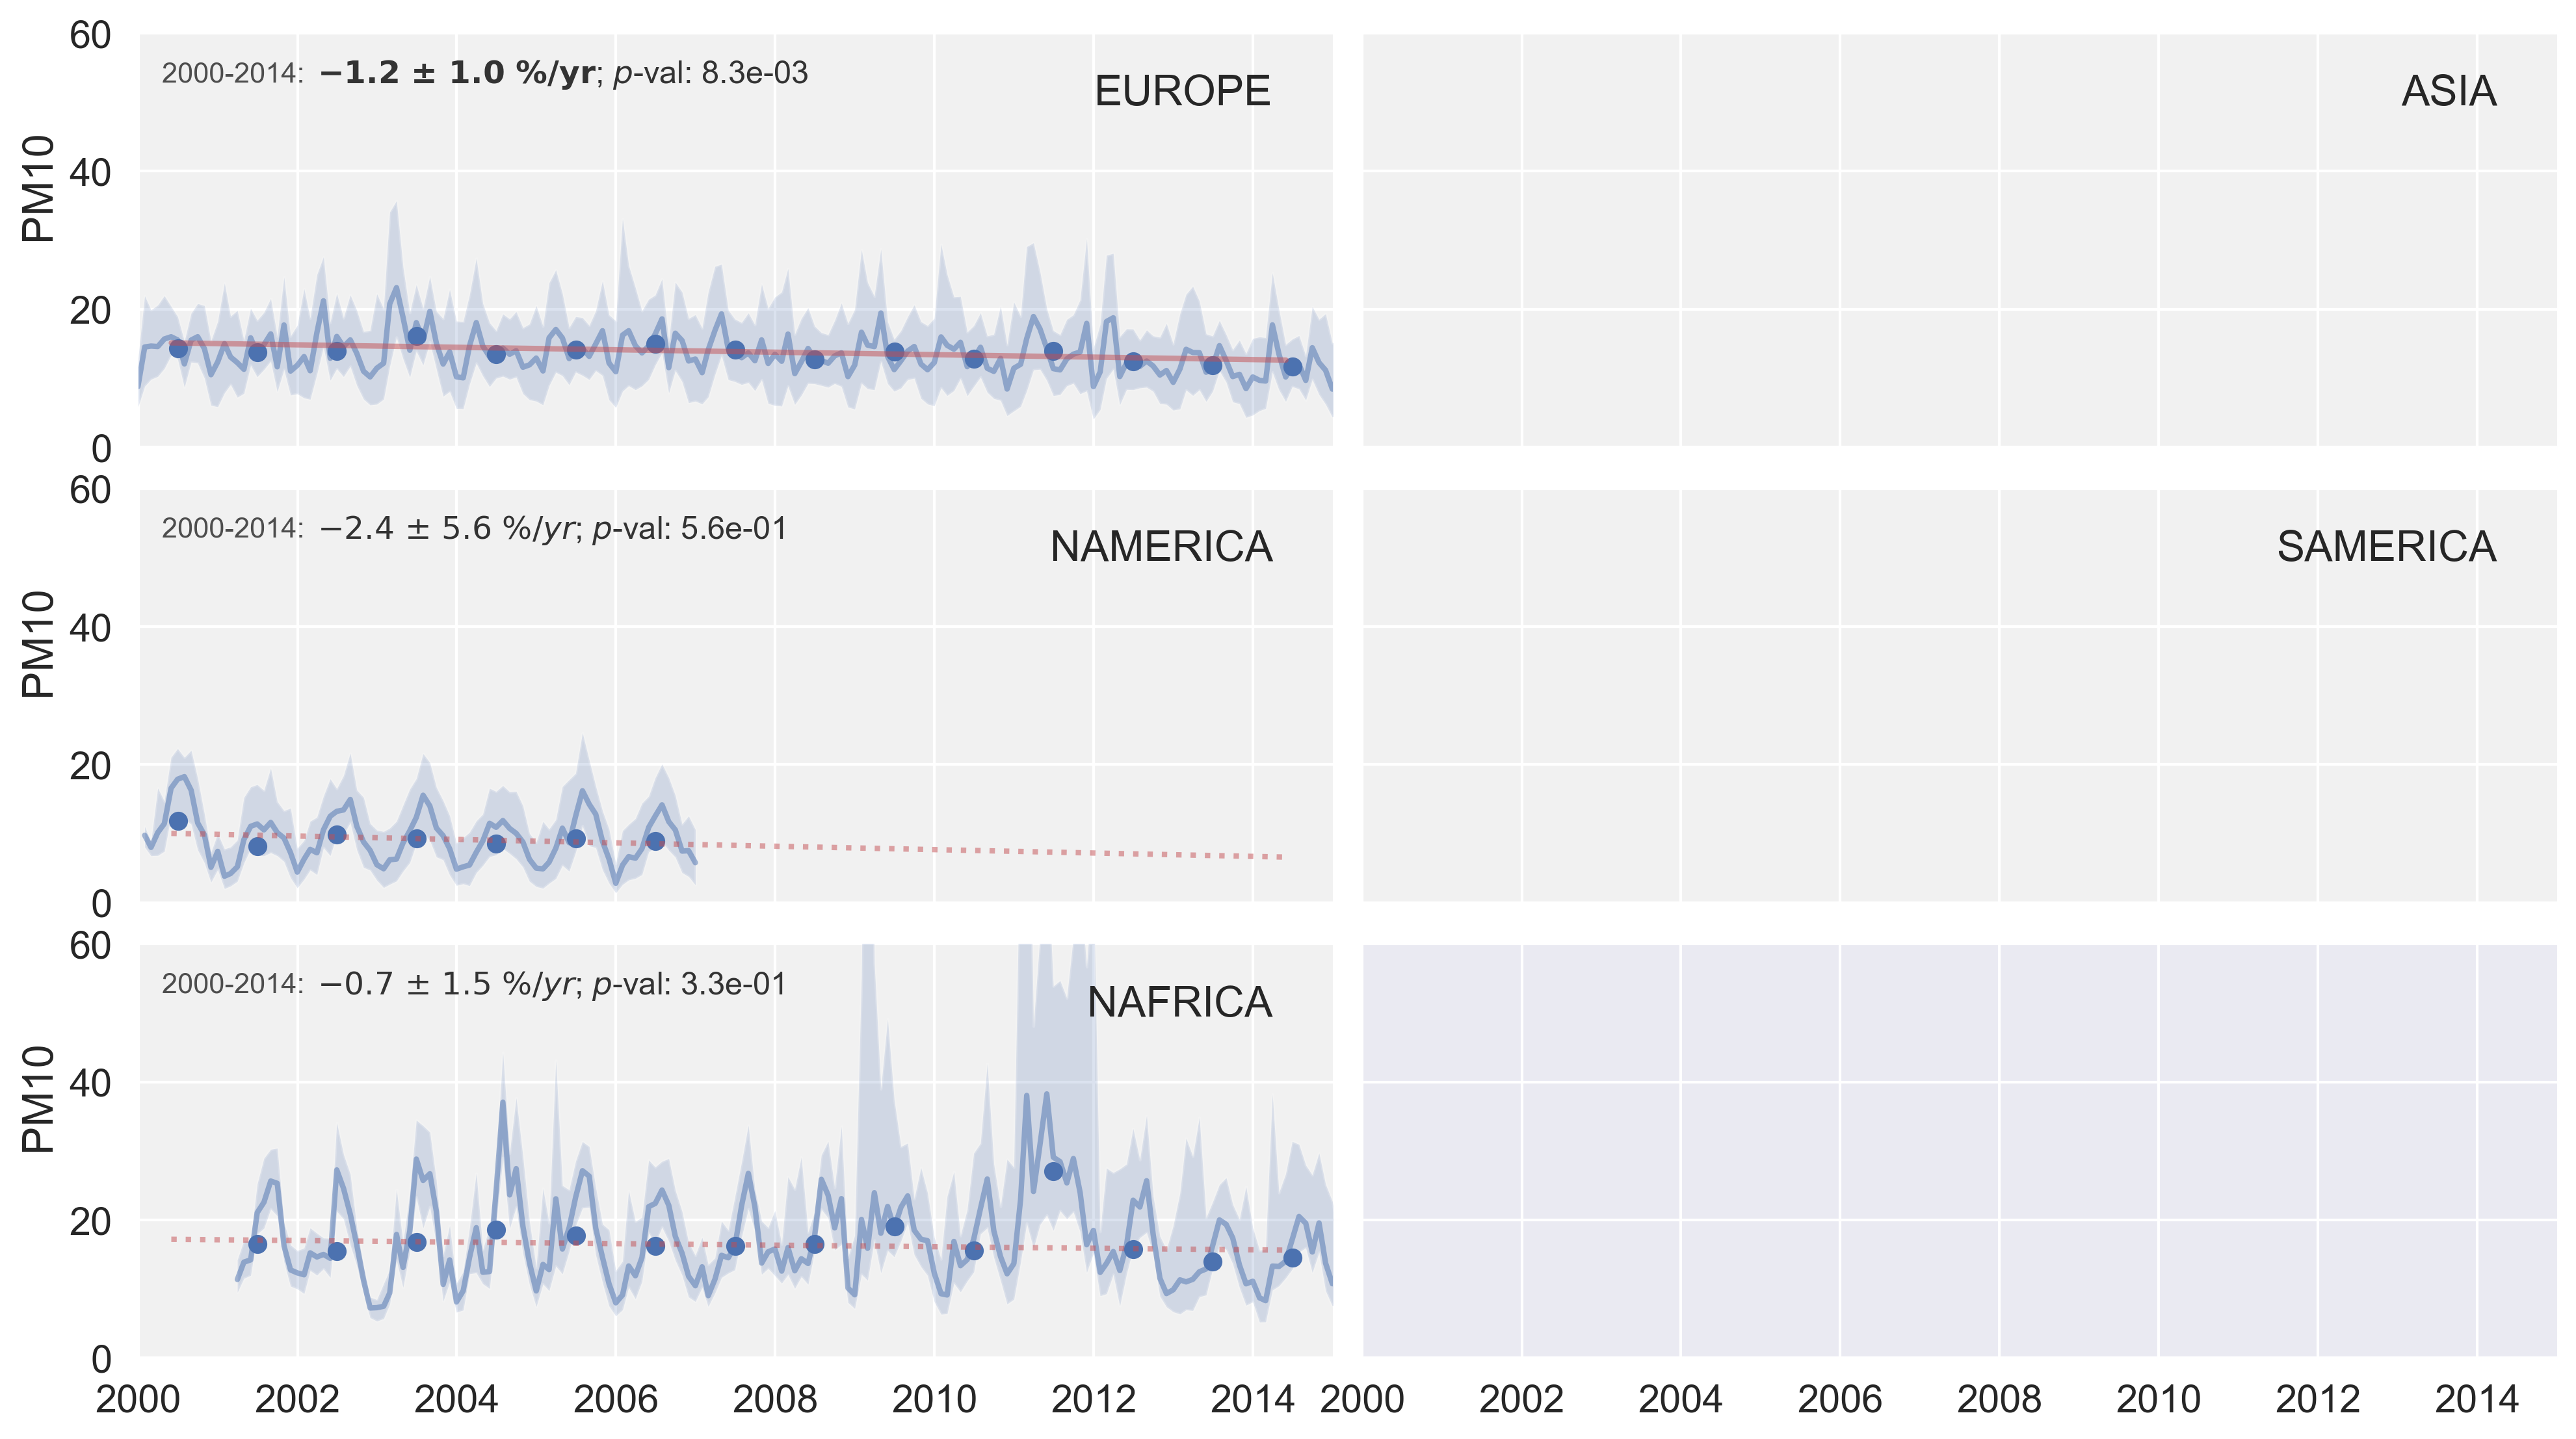 60
2000-2014: −1.2 ± 1.0 %/yr; p-val: 8.3e-03
EUROPE
40
PM10
20
0
ASIA
60
2000-2014: −2.4 ± 5.6 %/yr; p-val: 5.6e-01
NAMERICA
40
PM10
20
0
SAMERICA
60
2000-2014: −0.7 ± 1.5 %/yr; p-val: 3.3e-01
NAFRICA
40
PM10
20
0
2000 2002 2004 2006 2008 2010 2012 2014
2000 2002 2004 2006 2008 2010 2012 2014